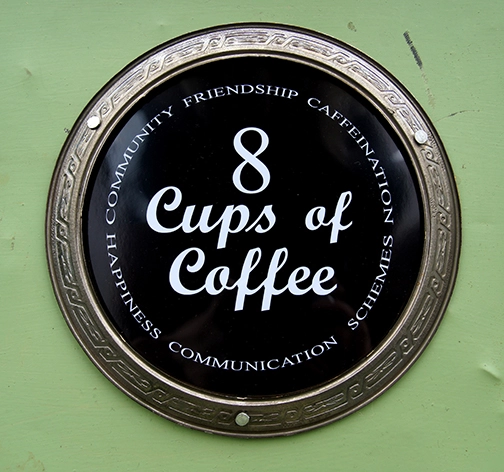 COMMUNITY FRIENDSHIP CAFFEINATION SCHEMES COMMUNICATION HAPPINESS
8
Cups of
Coffee